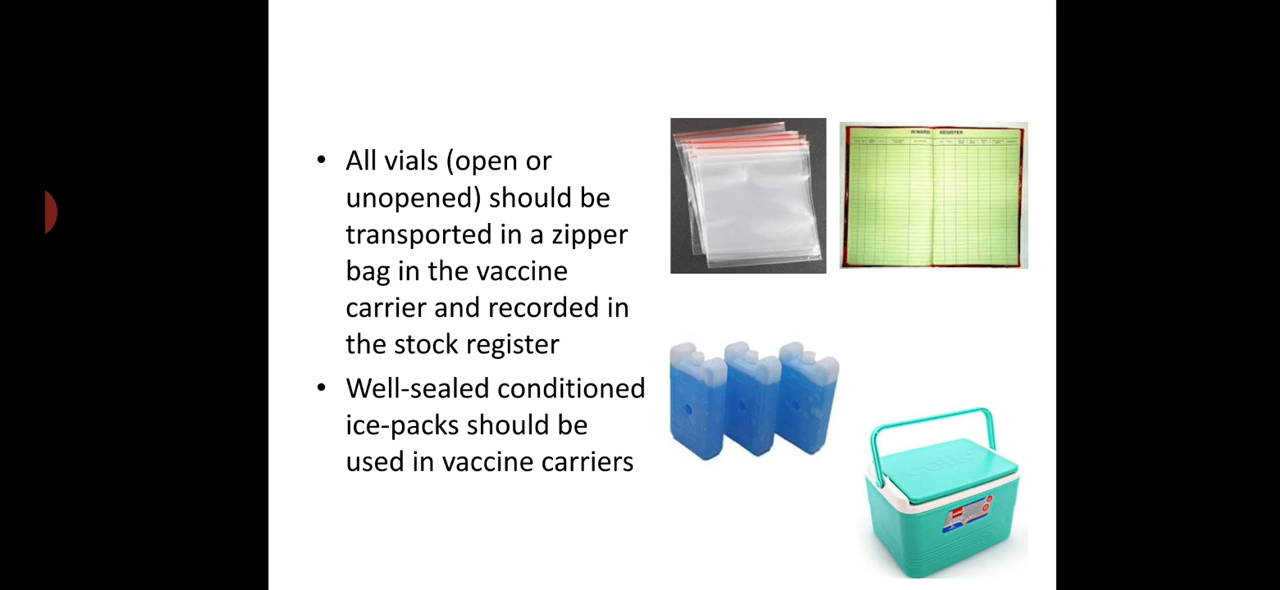 • All vials (open or
unopened) should be
transported in a zipper
bag in the vaccine
carrier and recorded in
the stock register
• Well-sealed conditioned
ice-packs should be
used in vaccine carriers
REGISTER